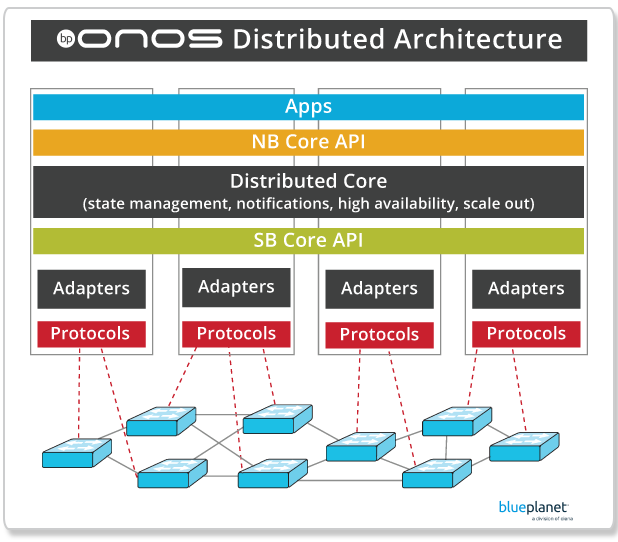 bp onos Distributed Architecture
Apps
NB Core API
Distributed Core
(state management, notifications, high availability, scale out)
SB Core API
Adapters Adapters Adapters Adapters
Protocols Protocols Protocols Protocols
blueplanet
a division of ciena